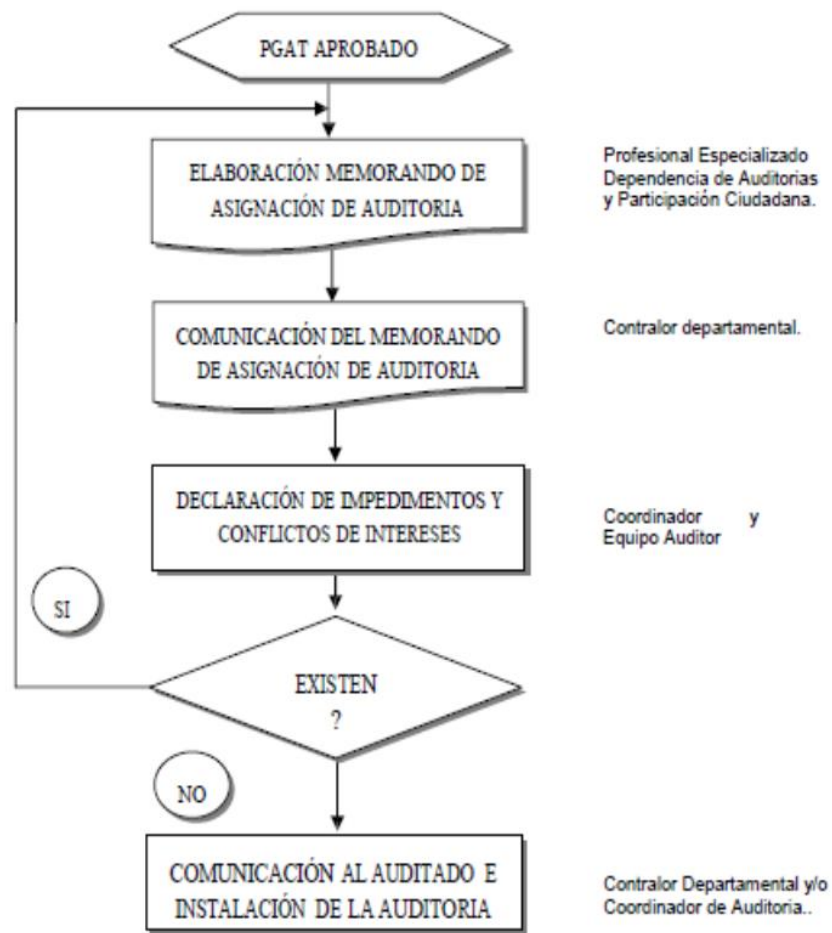 PGAT APROBADO
ELABORACIÓN MEMORANDO DE
ASIGNACIÓN DE AUDITORIA
Profesional Especializado
Dependencia de Auditorias
y Participación Ciudadana.
COMUNICACIÓN DEL MEMORANDO
DE ASIGNACIÓN DE AUDITORIA
Contralor departamental.
DECLARACIÓN DE IMPEDIMENTOS Y
CONFLICTOS DE INTERESES
Coordinador y
Equipo Auditor
SI
EXISTEN
?
NO
COMUNICACIÓN AL AUDITADO E
INSTALACIÓN DE LA AUDITORIA
Contralor Departamental y/o
Coordinador de Auditoria..